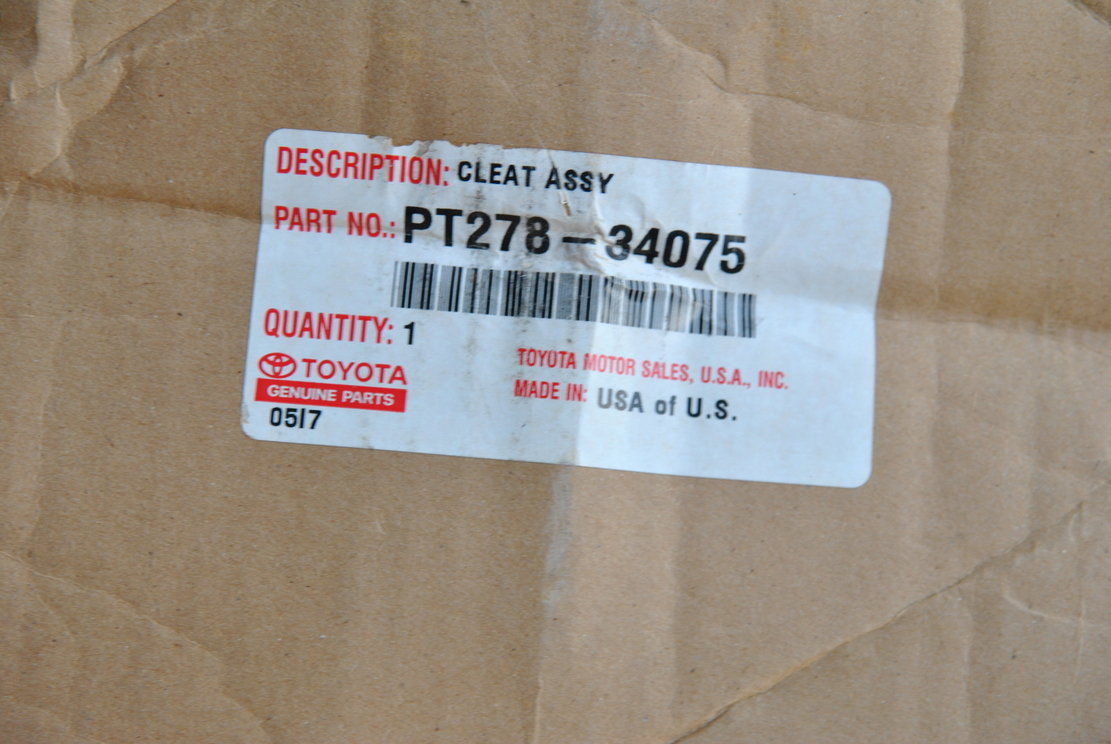 DESCRIPTION: CLEAT ASSY
PART NO.: PT278-34075
QUANTITY: 1
TOYOTA
GENUINE PARTS
0517
TOYOTA MOTOR SALES, U.S.A., INC.
MADE IN: USA of U.S.